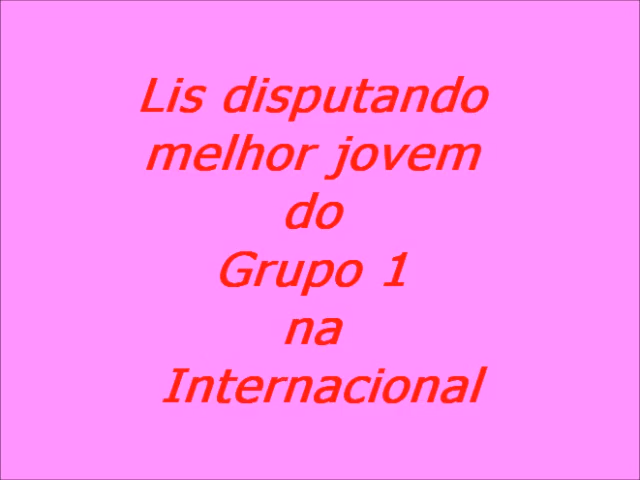 Lis disputando
melhor jovem
do
Grupo 1
na
Internacional